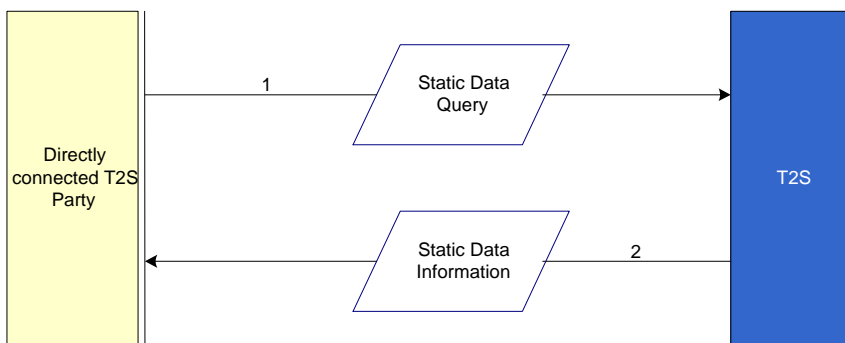 Directly
connected T2S
Party
1
Static Data
Query
T2S
Static Data
Information
2